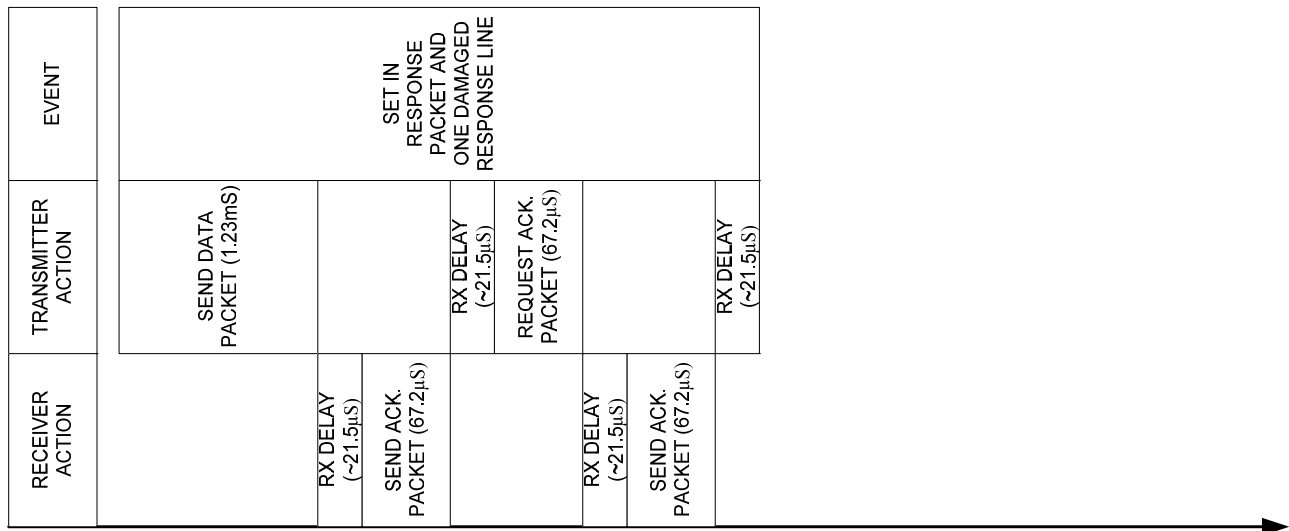 EVENT
SET IN
RESPONSE
PACKET AND
ONE DAMAGED
RESPONSE LINE
TRANSMITTER
ACTION
SEND DATA
PACKET (1.23mS)
RX DELAY
(~21.5µS)
REQUEST ACK.
PACKET (67.2µS)
RX DELAY
(~21.5µS)
RECEIVER
ACTION
RX DELAY
(~21.5µS)
SEND ACK.
PACKET (67.2µS)
RX DELAY
(~21.5µS)
SEND ACK.
PACKET (67.2µS)